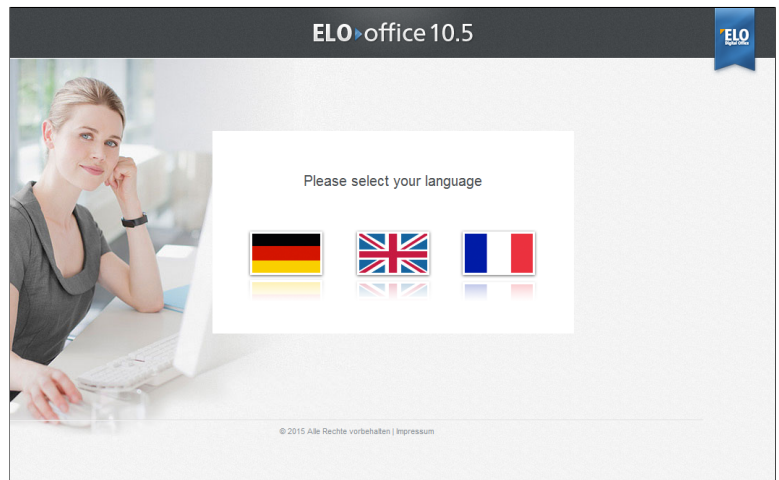 ELO office 10.5
ELO
Digital Office
Please select your language
© 2015 Alle Rechte vorbehalten | Impressum